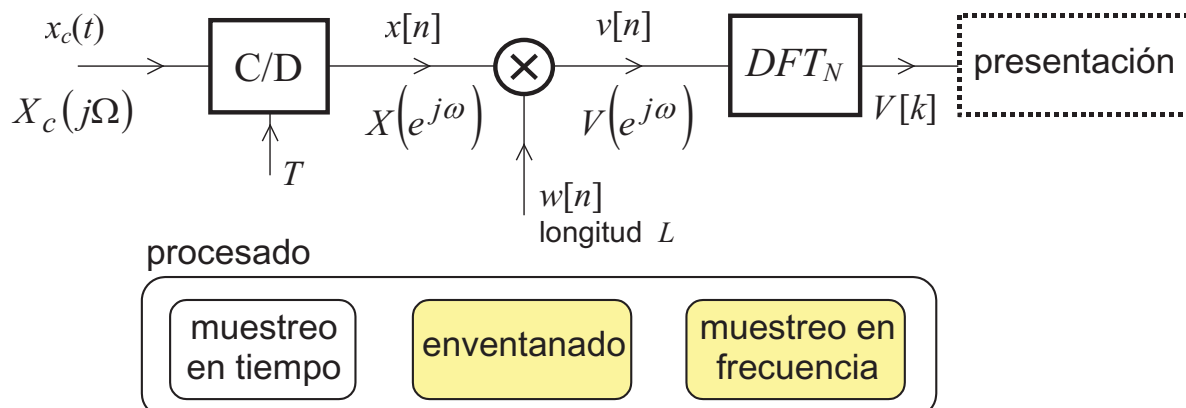 x_c(t)
C/D
x[n]
v[n]
DFT_N
presentación
X_c(jΩ)
X(e^{jω})
V(e^{jω})
V[k]
T
w[n]
longitud L
procesado
muestreo
en tiempo
enventanado
muestreo en
frecuencia